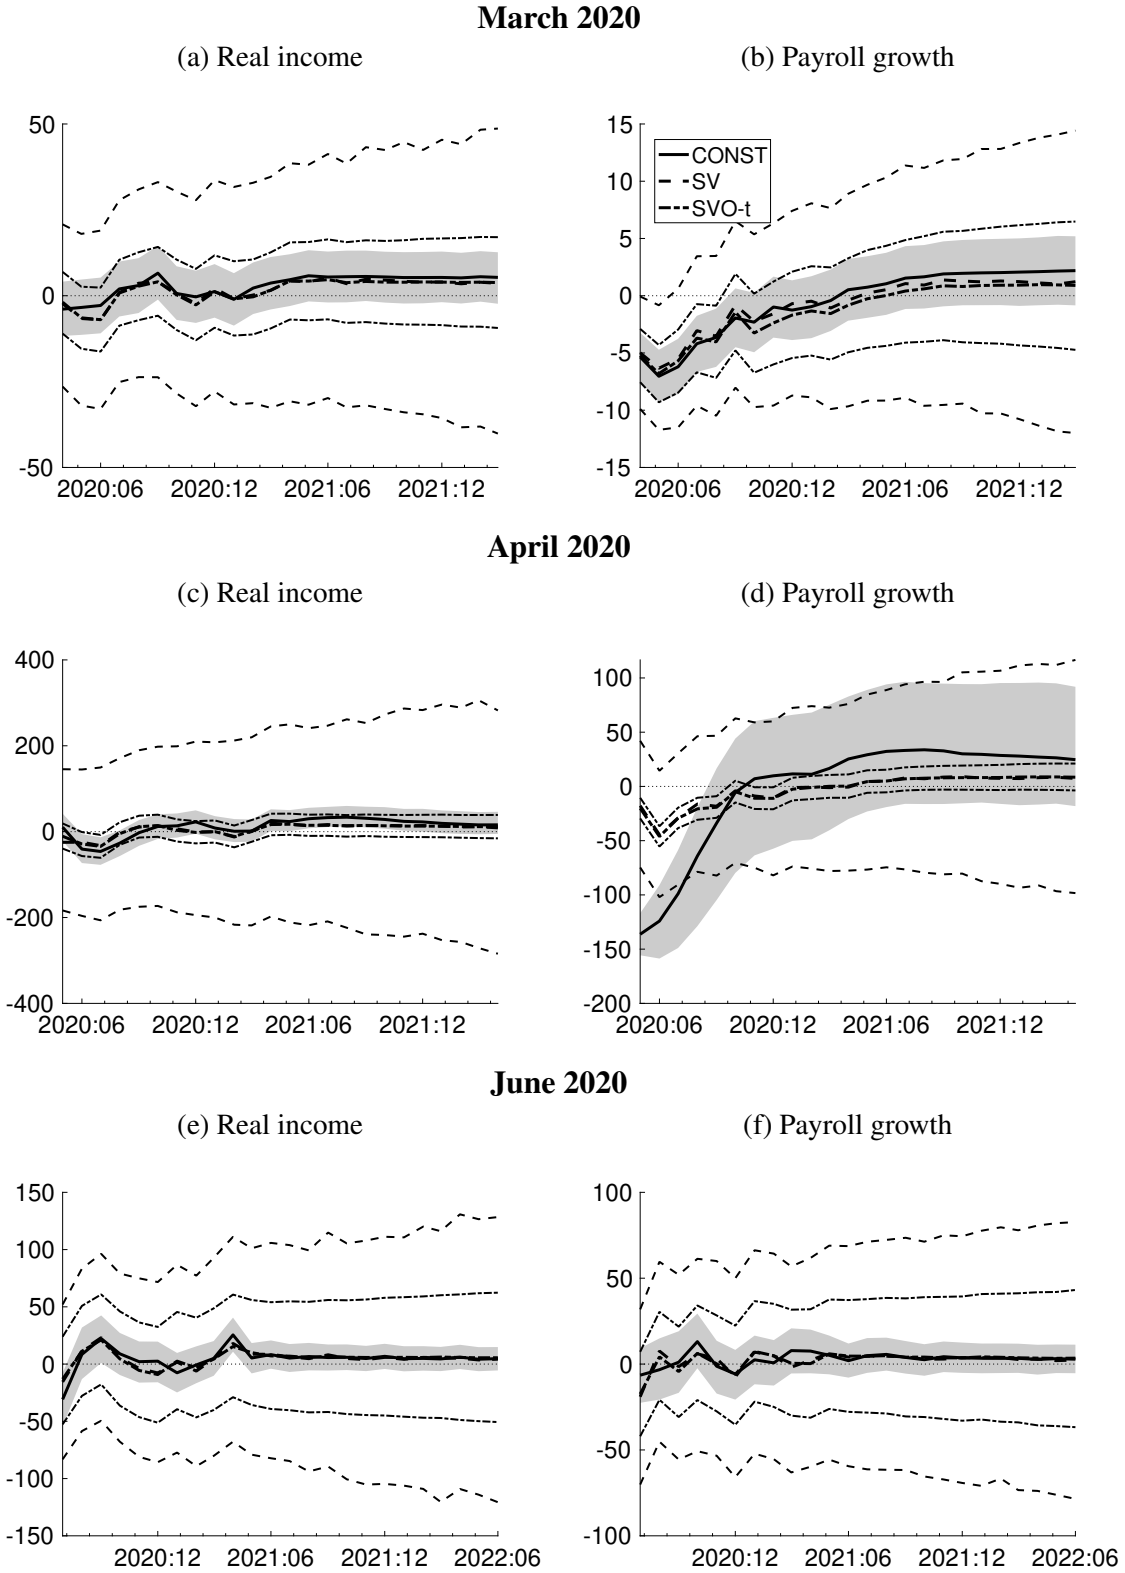 March 2020
(a) Real income
(b) Payroll growth
50
0
-50
2020:06 2020:12 2021:06 2021:12
15
10
5
0
-5
-10
-15
CONST
SV
SVO-t
2020:06 2020:12 2021:06 2021:12
April 2020
(c) Real income
(d) Payroll growth
400
200
0
-200
-400
2020:06 2020:12 2021:06 2021:12
100
50
0
-50
-100
-150
-200
2020:06 2020:12 2021:06 2021:12
June 2020
(e) Real income
(f) Payroll growth
150
100
50
0
-50
-100
-150
2020:12 2021:06 2021:12 2022:06
100
50
0
-50
-100
2020:12 2021:06 2021:12 2022:06